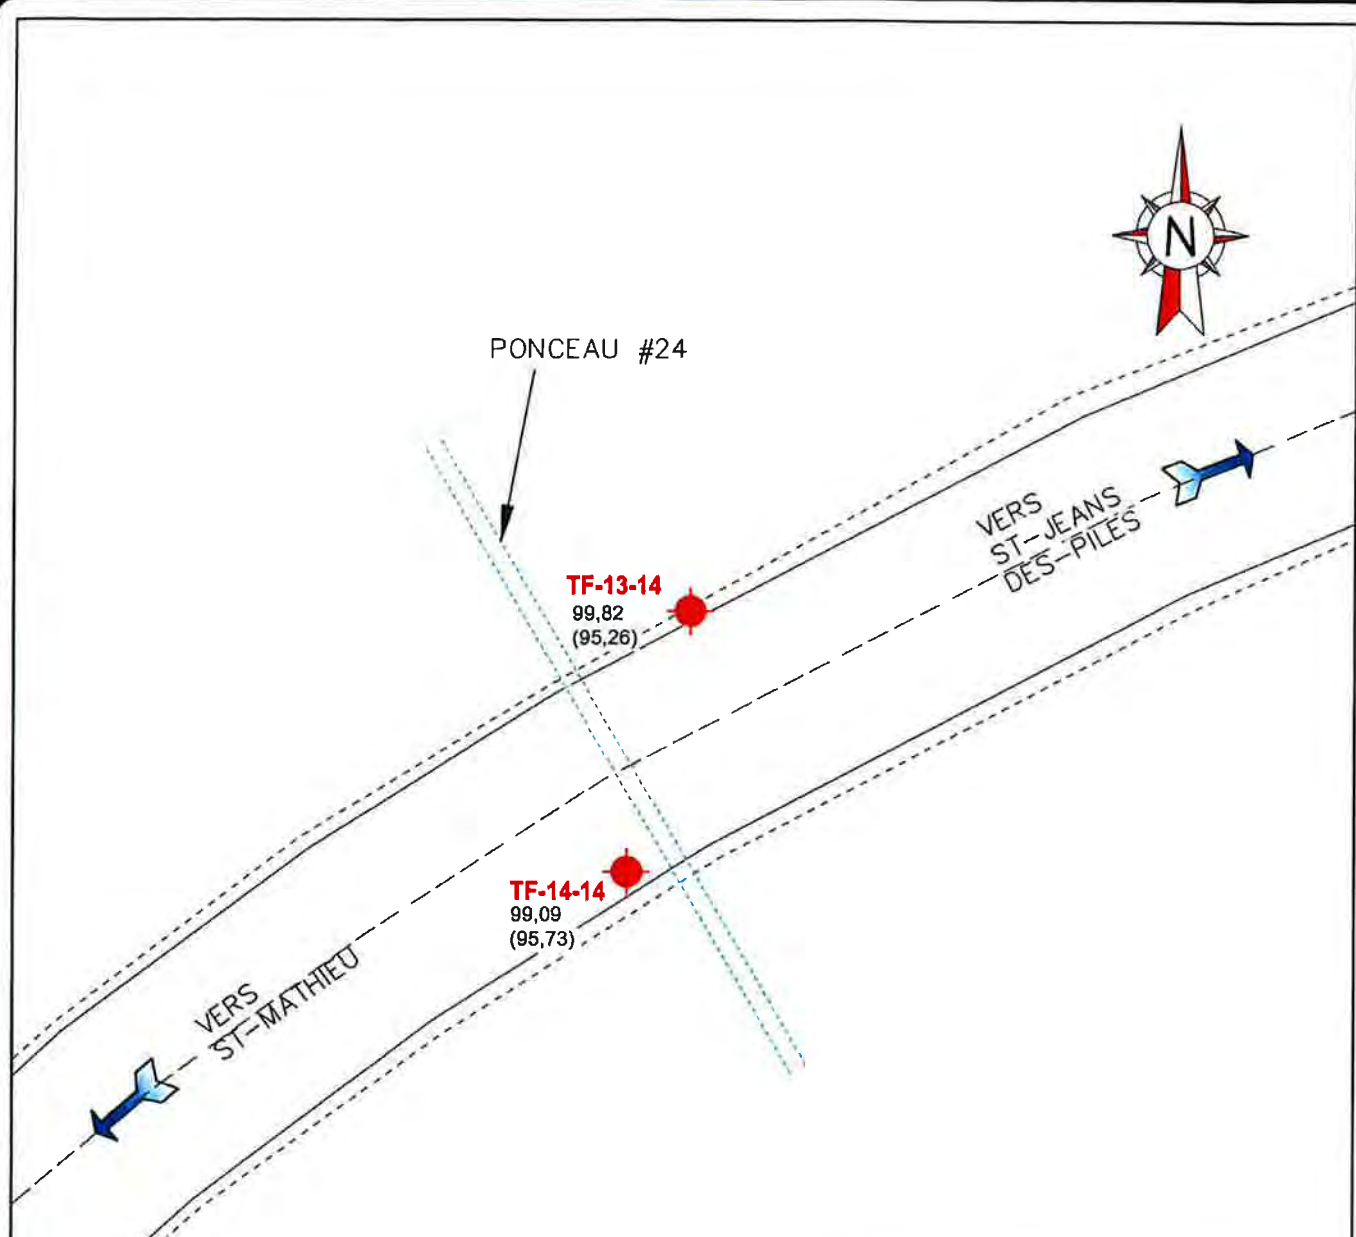 N
PONCEAU #24
VERS
ST-JEANS
DES-PILES
TF-13-14
99,82
(95,26)
TF-14-14
99,09
(95,73)
VERS
ST-MATHIEU